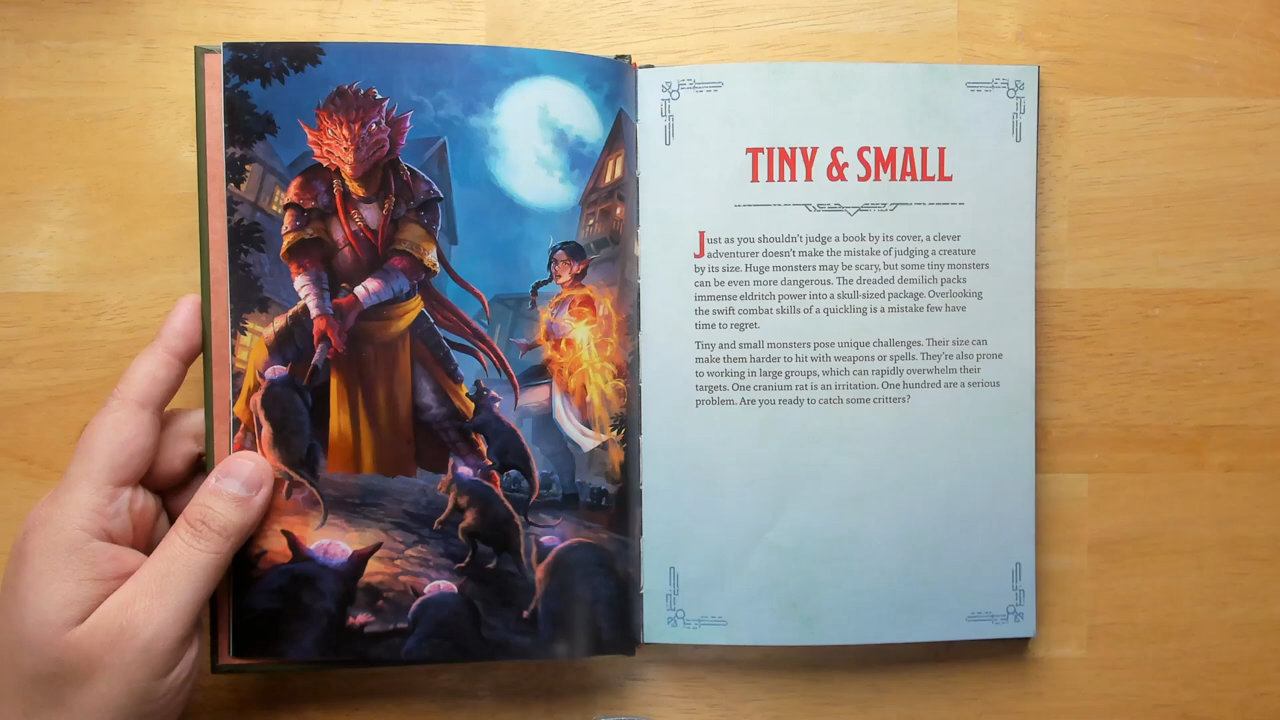 TINY & SMALL
Just as you shouldn't judge a book by its cover, a clever
adventurer doesn't make the mistake of judging a creature
by its size. Huge monsters may be scary, but some tiny monsters
can be even more dangerous. The dreaded demilich packs
immense eldritch power into a skull-sized package. Overlooking
the swift combat skills of a quickling is a mistake few have
time to regret.
Tiny and small monsters pose unique challenges. Their size can
make them harder to hit with weapons or spells. They're also prone
to working in large groups, which can rapidly overwhelm their
targets. One cranium rat is an irritation. One hundred are a serious
problem. Are you ready to catch some critters?